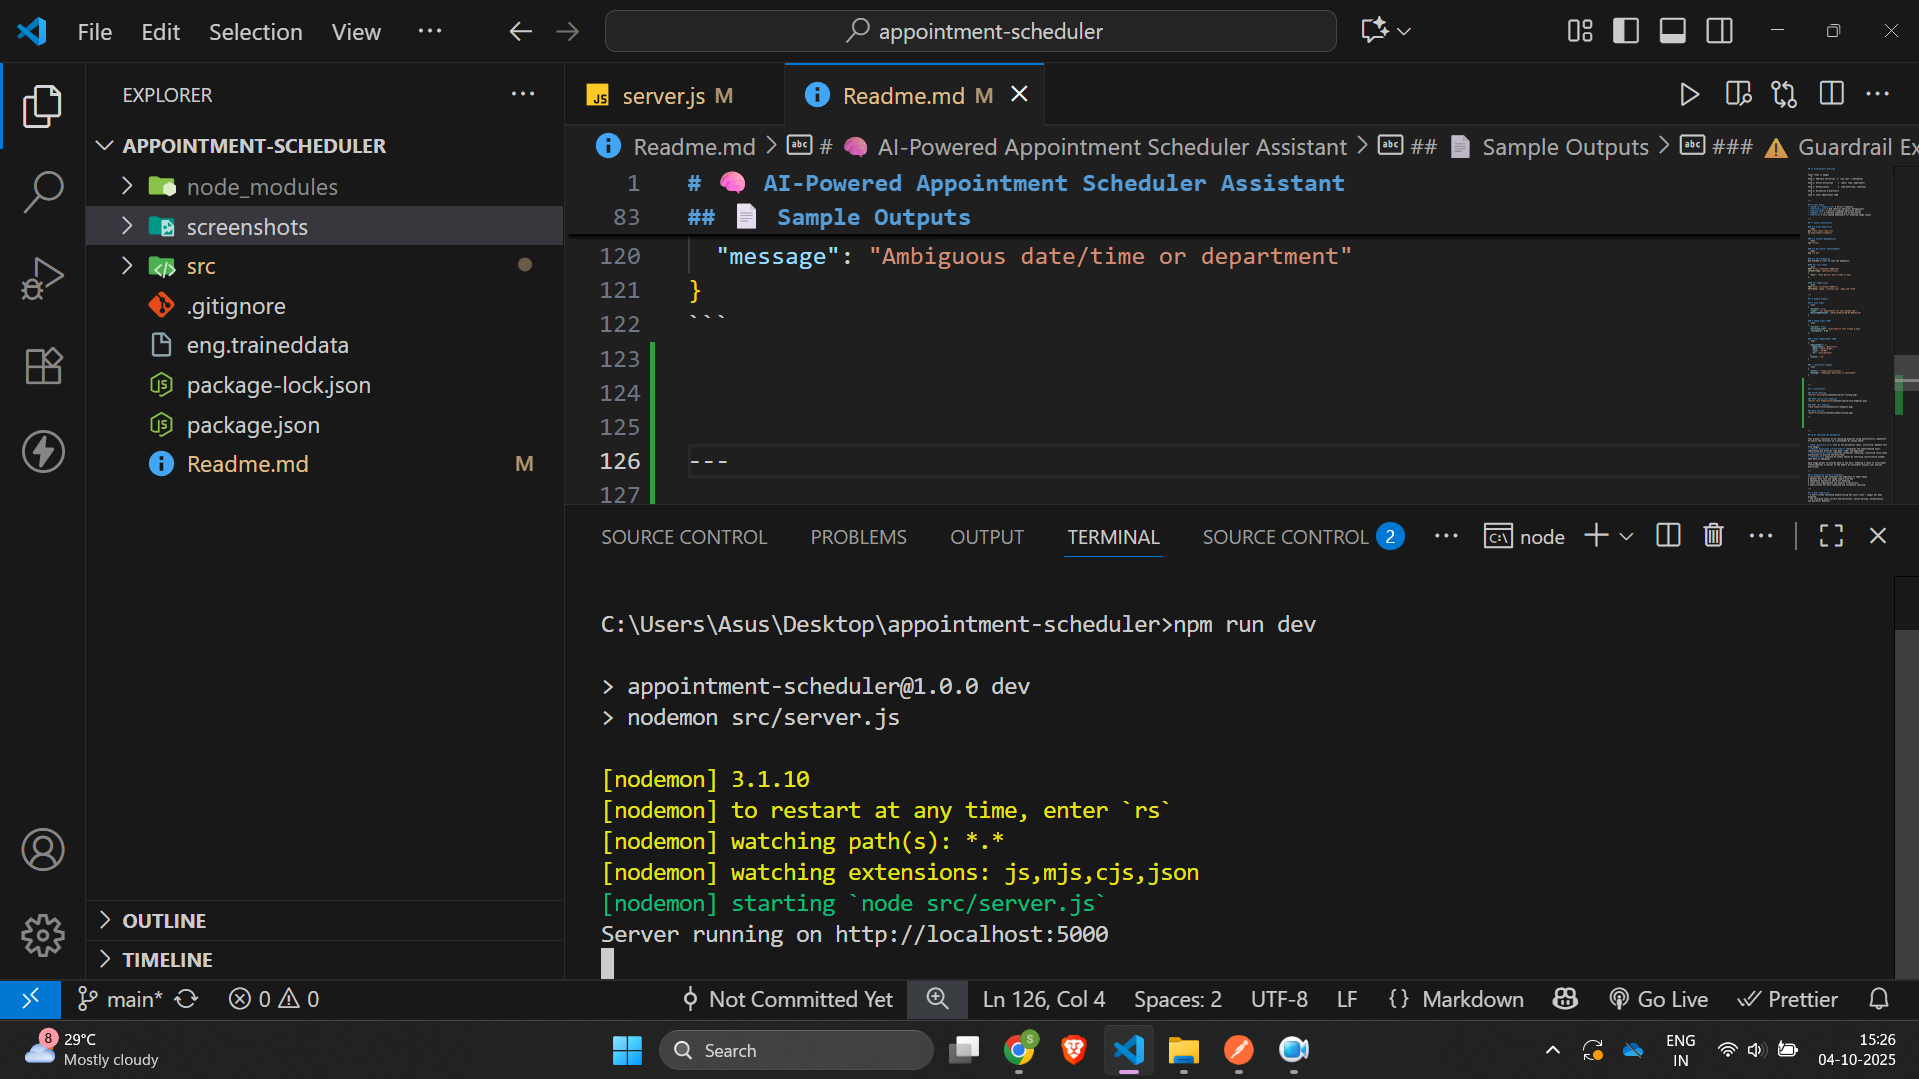 File Edit Selection View ··· appointment-scheduler
EXPLORER ···
APPOINTMENT-SCHEDULER
node_modules
screenshots
src
.gitignore
eng.traineddata
package-lock.json
package.json
Readme.md M
OUTLINE
TIMELINE
JS server.js M Readme.md M
Readme.md > abc # 🧠 AI-Powered Appointment Scheduler Assistant > abc ## 📄 Sample Outputs > abc ### ⚠ Guardrail Ex
1 # 🧠 AI-Powered Appointment Scheduler Assistant
83 ## 📄 Sample Outputs
120 "message": "Ambiguous date/time or department"
121 }
122 ```
123
124
125
126 ---
127
SOURCE CONTROL PROBLEMS OUTPUT TERMINAL SOURCE CONTROL 2 ··· node
C:\Users\Asus\Desktop\appointment-scheduler>npm run dev
> appointment-scheduler@1.0.0 dev
> nodemon src/server.js
[nodemon] 3.1.10
[nodemon] to restart at any time, enter `rs`
[nodemon] watching path(s): *.*
[nodemon] watching extensions: js,mjs,cjs,json
[nodemon] starting `node src/server.js`
Server running on http://localhost:5000
main* 0 0 Not Committed Yet Ln 126, Col 4 Spaces: 2 UTF-8 LF {} Markdown Go Live Prettier
8 29°C
Mostly cloudy
Search
S
ENG
IN
15:26
04-10-2025